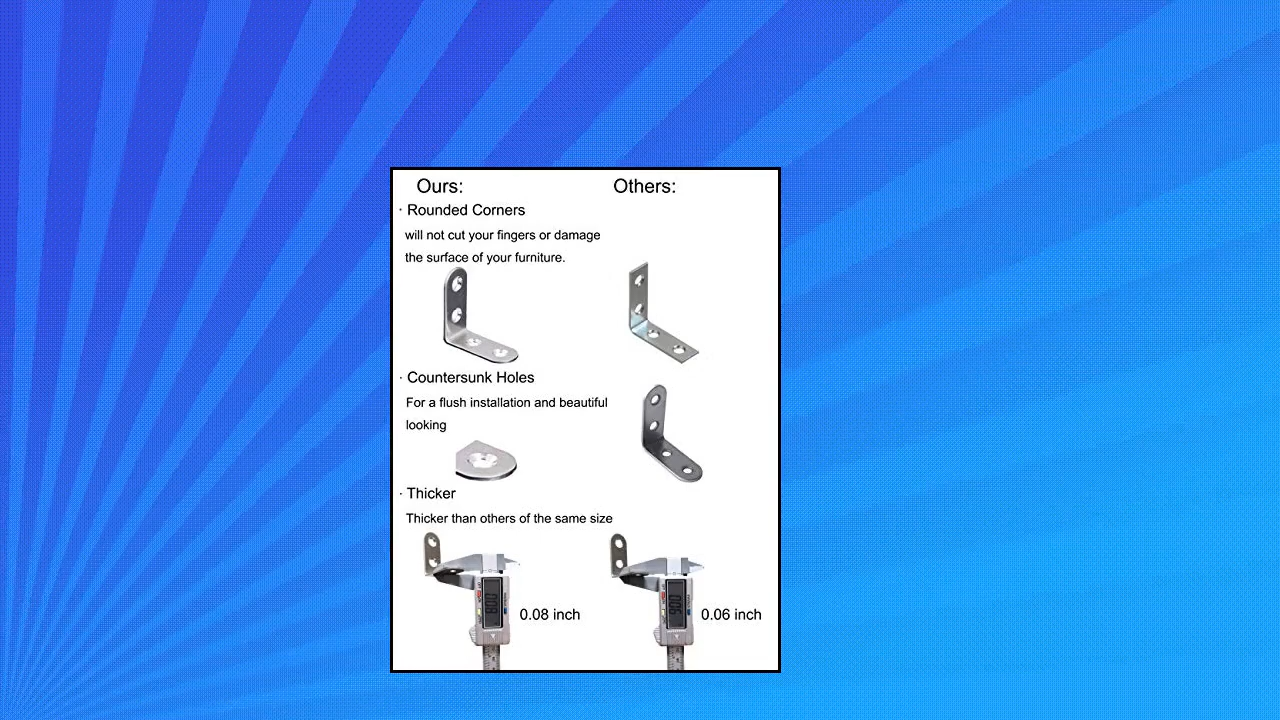 Ours: Others:
· Rounded Corners
will not cut your fingers or damage
the surface of your furniture.
· Countersunk Holes
For a flush installation and beautiful
looking
· Thicker
Thicker than others of the same size
0.08 inch 0.06 inch